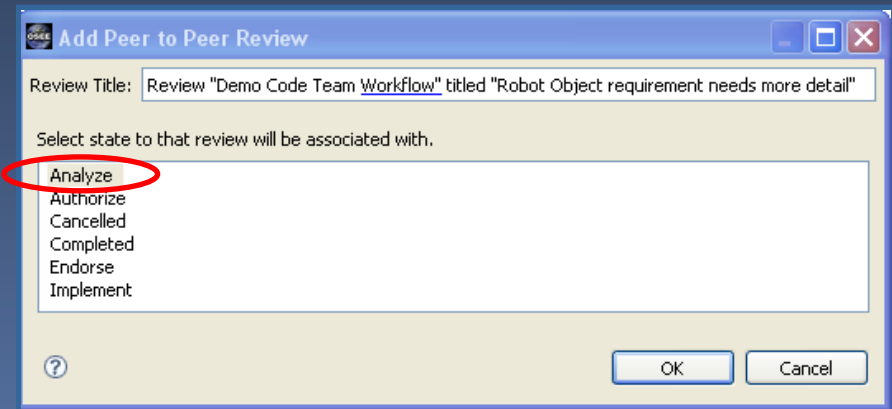 OSEE Add Peer to Peer Review
Review Title: Review "Demo Code Team Workflow" titled "Robot Object requirement needs more detail"
Select state to that review will be associated with.
Analyze
Authorize
Cancelled
Completed
Endorse
Implement
? OK Cancel